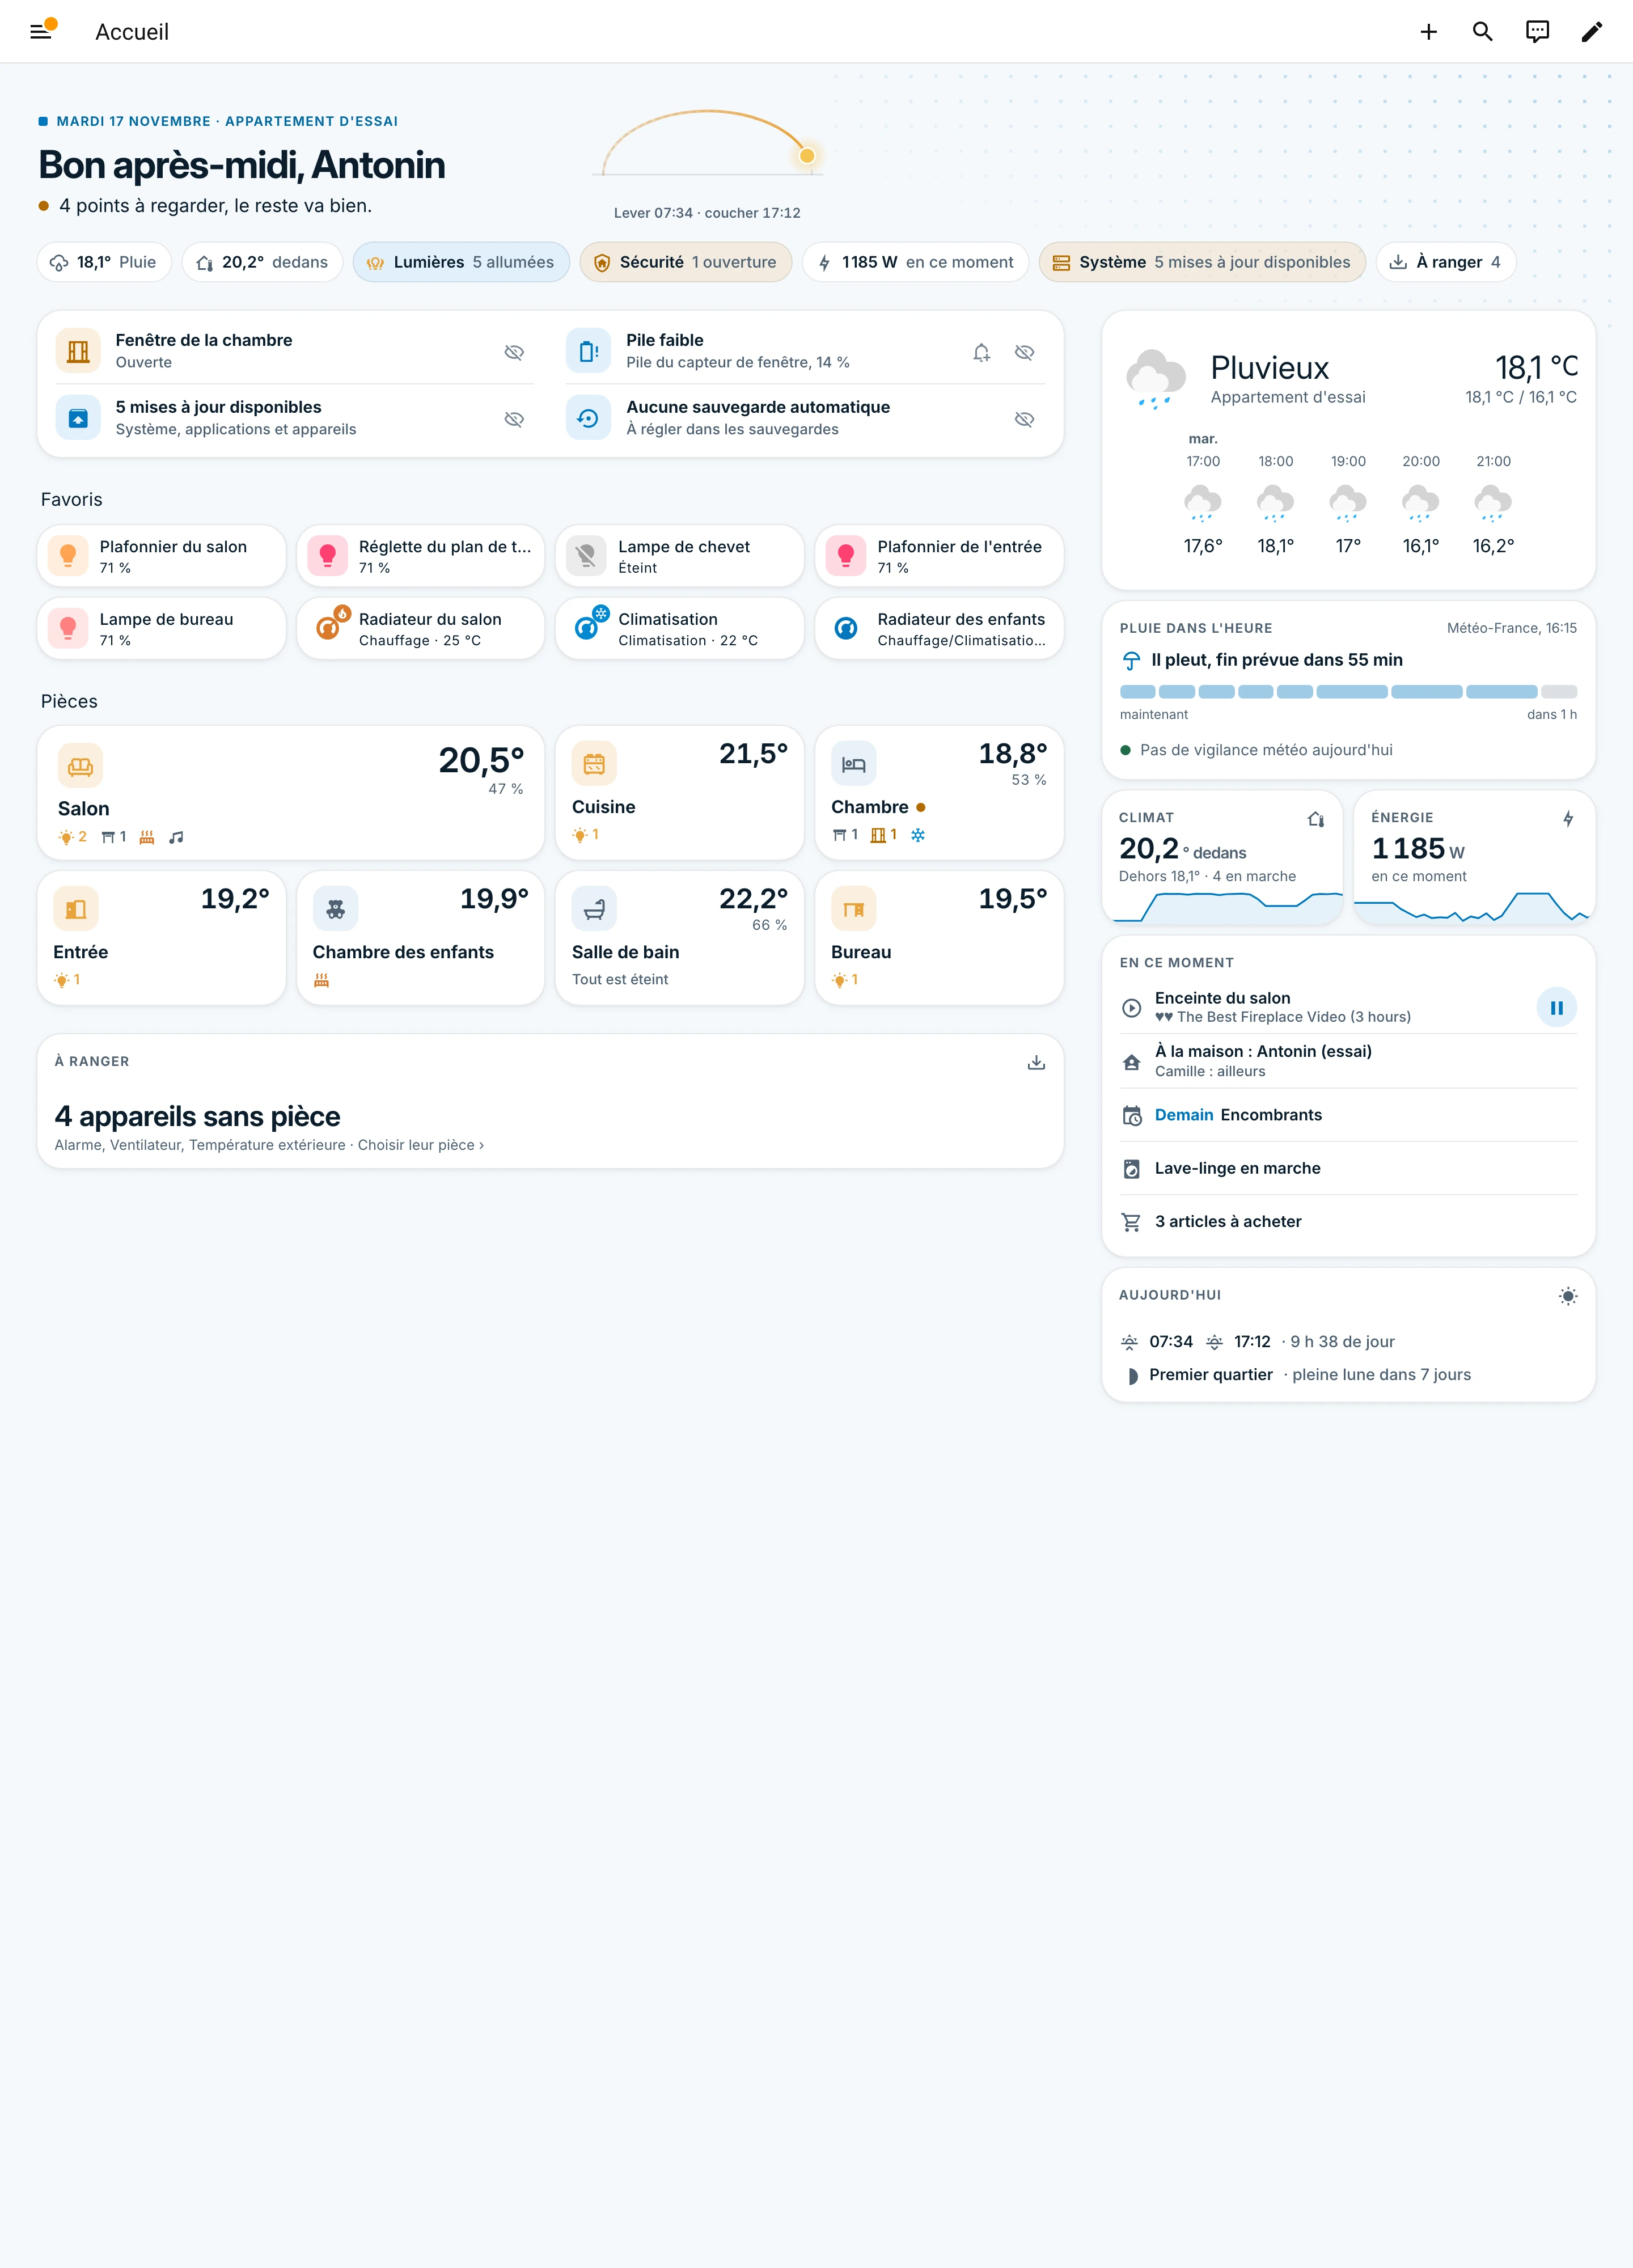 Accueil
MARDI 17 NOVEMBRE · APPARTEMENT D'ESSAI
Bon après-midi, Antonin
4 points à regarder, le reste va bien.
Lever 07:34 · coucher 17:12
18,1° Pluie
20,2° dedans
Lumières 5 allumées
Sécurité 1 ouverture
1 185 W en ce moment
Système 5 mises à jour disponibles
À ranger 4
Fenêtre de la chambre
Ouverte
Pile faible
Pile du capteur de fenêtre, 14 %
5 mises à jour disponibles
Système, applications et appareils
Aucune sauvegarde automatique
À régler dans les sauvegardes
Favoris
Plafonnier du salon
71 %
Réglette du plan de t…
71 %
Lampe de chevet
Éteint
Plafonnier de l'entrée
71 %
Lampe de bureau
71 %
Radiateur du salon
Chauffage · 25 °C
Climatisation
Climatisation · 22 °C
Radiateur des enfants
Chauffage/Climatisatio…
Pièces
20,5°
47 %
Salon
2 1
21,5°
Cuisine
1
18,8°
53 %
Chambre
1 1
19,2°
Entrée
1
19,9°
Chambre des enfants
22,2°
66 %
Salle de bain
Tout est éteint
19,5°
Bureau
1
À RANGER
4 appareils sans pièce
Alarme, Ventilateur, Température extérieure · Choisir leur pièce ›
Pluvieux
Appartement d'essai
18,1 °C
18,1 °C / 16,1 °C
mar.
17:00 18:00 19:00 20:00 21:00
17,6° 18,1° 17° 16,1° 16,2°
PLUIE DANS L'HEURE
Météo-France, 16:15
Il pleut, fin prévue dans 55 min
maintenant
dans 1 h
Pas de vigilance météo aujourd'hui
CLIMAT
20,2 ° dedans
Dehors 18,1° · 4 en marche
ÉNERGIE
1 185 W
en ce moment
EN CE MOMENT
Enceinte du salon
♥♥ The Best Fireplace Video (3 hours)
À la maison : Antonin (essai)
Camille : ailleurs
Demain Encombrants
Lave-linge en marche
3 articles à acheter
AUJOURD'HUI
07:34 17:12 · 9 h 38 de jour
Premier quartier · pleine lune dans 7 jours